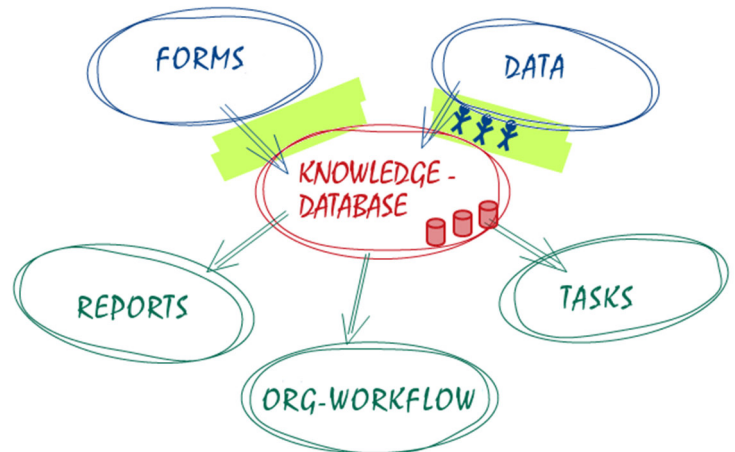 FORMS
DATA
KNOWLEDGE -
DATABASE
REPORTS
TASKS
ORG-WORKFLOW